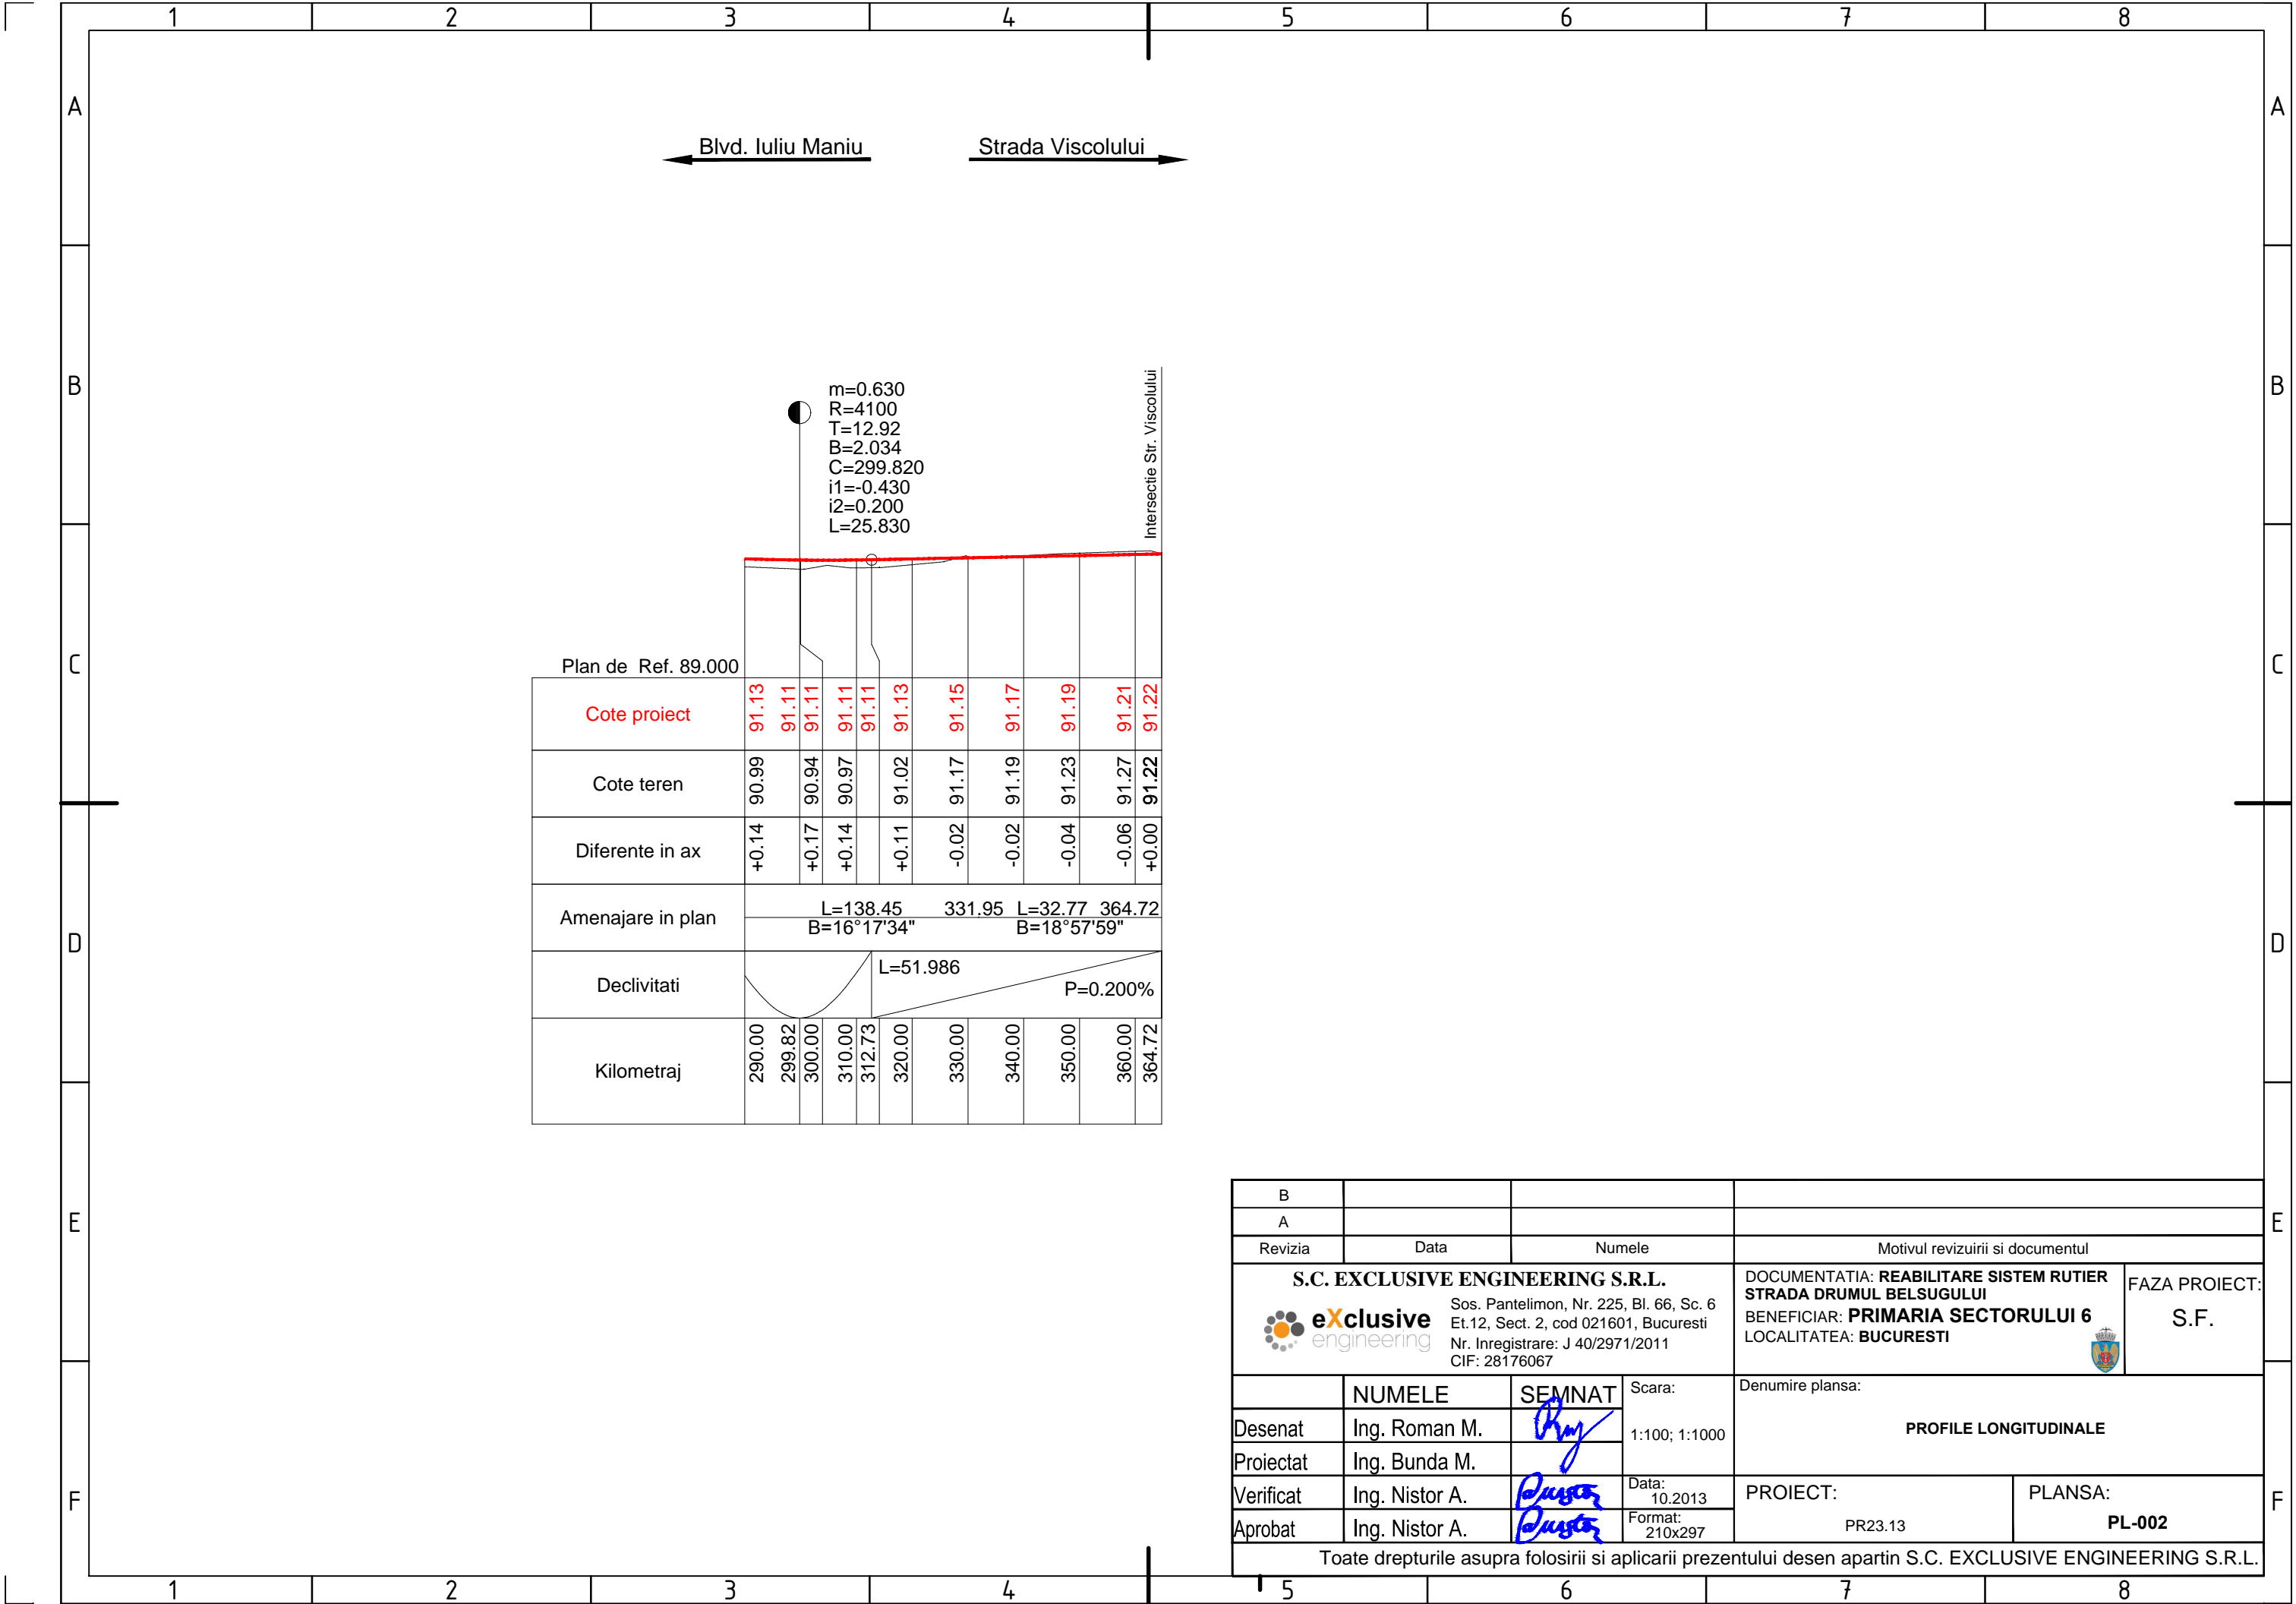 1 2 3 4 5 6 7 8
A A
Blvd. Iuliu Maniu Strada Viscolului
B B
m=0.630
R=4100
T=12.92
B=2.034
C=299.820
i1=-0.430
i2=0.200
L=25.830
Intersectie Str. Viscolului
C C
Plan de Ref. 89.000
Cote proiect 91.13 91.11 91.11 91.11 91.11 91.13 91.15 91.17 91.19 91.21 91.22
Cote teren 90.99 90.94 90.97 91.02 91.17 91.19 91.23 91.27 91.22
Diferente in ax +0.14 +0.17 +0.14 +0.11 -0.02 -0.02 -0.04 -0.06 +0.00
Amenajare in plan L=138.45 331.95 L=32.77 364.72
B=16°17'34" B=18°57'59"
D D
Declivitati L=51.986
P=0.200%
Kilometraj 290.00 299.82 300.00 310.00 312.73 320.00 330.00 340.00 350.00 360.00 364.72
E E
B
A
Revizia Data Numele Motivul revizuirii si documentul
S.C. EXCLUSIVE ENGINEERING S.R.L.
eXclusive
engineering
Sos. Pantelimon, Nr. 225, Bl. 66, Sc. 6
Et.12, Sect. 2, cod 021601, Bucuresti
Nr. Inregistrare: J 40/2971/2011
CIF: 28176067
DOCUMENTATIA: REABILITARE SISTEM RUTIER
STRADA DRUMUL BELSUGULUI
BENEFICIAR: PRIMARIA SECTORULUI 6
LOCALITATEA: BUCURESTI
FAZA PROIECT:
S.F.
NUMELE SEMNAT Scara:
1:100; 1:1000
Denumire plansa:
PROFILE LONGITUDINALE
Desenat Ing. Roman M.
Proiectat Ing. Bunda M.
Verificat Ing. Nistor A.
Aprobat Ing. Nistor A.
Data:
10.2013
Format:
210x297
PROIECT:
PR23.13
PLANSA:
PL-002
F F
Toate drepturile asupra folosirii si aplicarii prezentului desen apartin S.C. EXCLUSIVE ENGINEERING S.R.L.
1 2 3 4 5 6 7 8